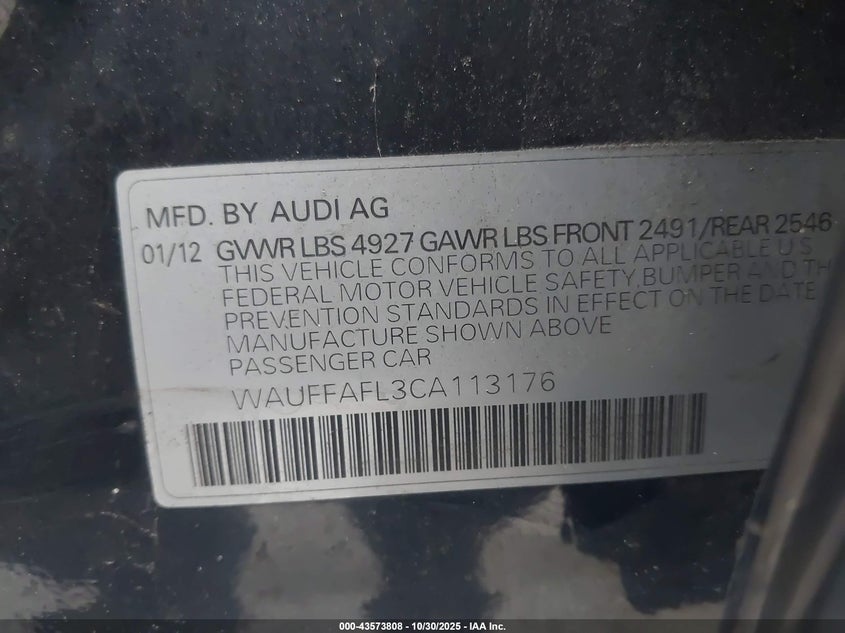 MFD. BY AUDI AG
01/12 GVWR LBS 4927 GAWR LBS FRONT 2491/REAR 2546
THIS VEHICLE CONFORMS TO ALL APPLICABLE U S
FEDERAL MOTOR VEHICLE SAFETY, BUMPER AND TH
PREVENTION STANDARDS IN EFFECT ON THE DATE
MANUFACTURE SHOWN ABOVE
PASSENGER CAR
WAUFFAFL3CA113176
000-43573808 - 10/30/2025 - IAA Inc.